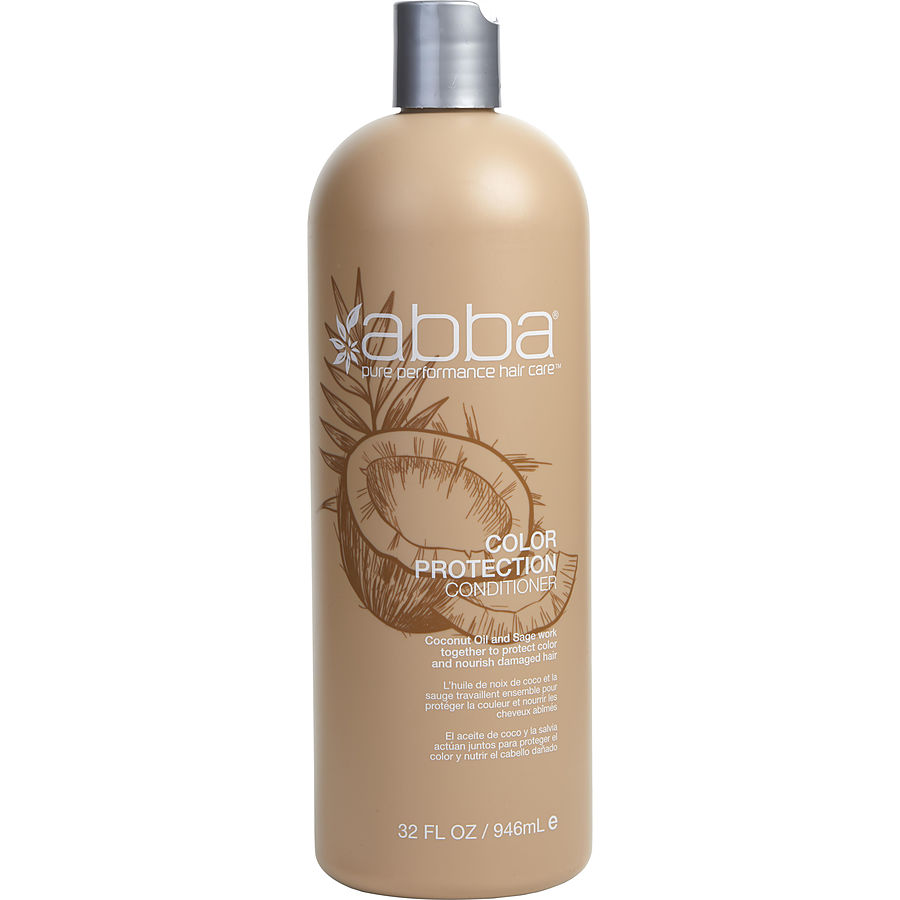 abba®
pure performance hair care™
COLOR
PROTECTION
CONDITIONER
Coconut Oil and Sage work
together to protect color
and nourish damaged hair
L'huile de noix de coco et la
sauge travaillent ensemble pour
protéger la couleur et nourrir les
cheveux abîmés
El aceite de coco y la salvia
actúan juntos para proteger el
color y nutrir el cabello dañado
32 FL OZ / 946mL e